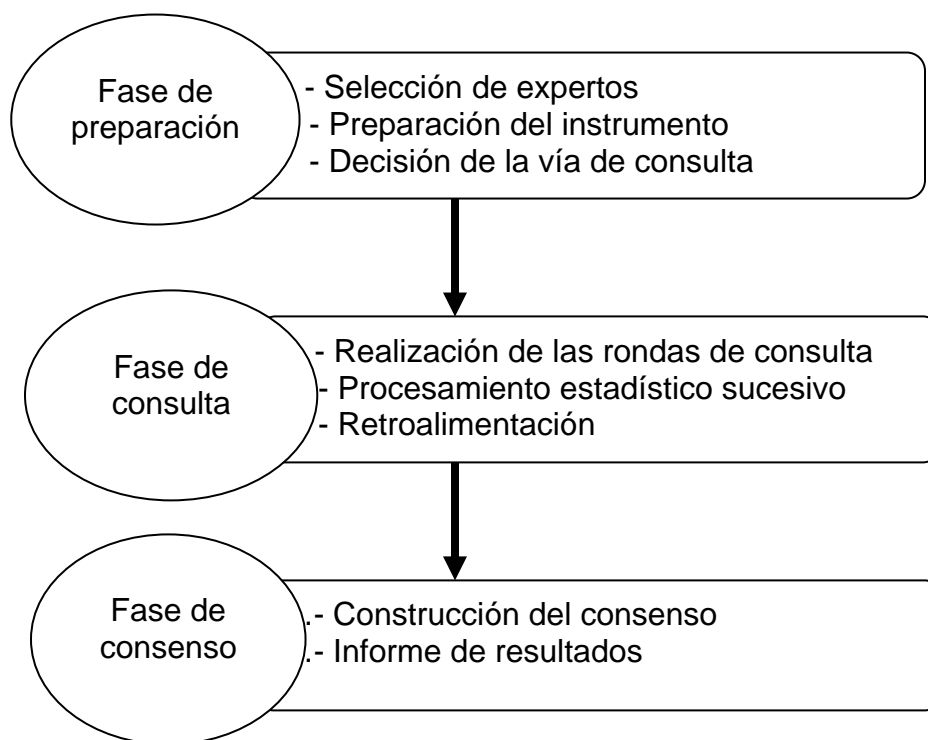 Fase de
preparación
- Selección de expertos
- Preparación del instrumento
- Decisión de la vía de consulta
Fase de
consulta
- Realización de las rondas de consulta
- Procesamiento estadístico sucesivo
- Retroalimentación
Fase de
consenso
.- Construcción del consenso
.- Informe de resultados